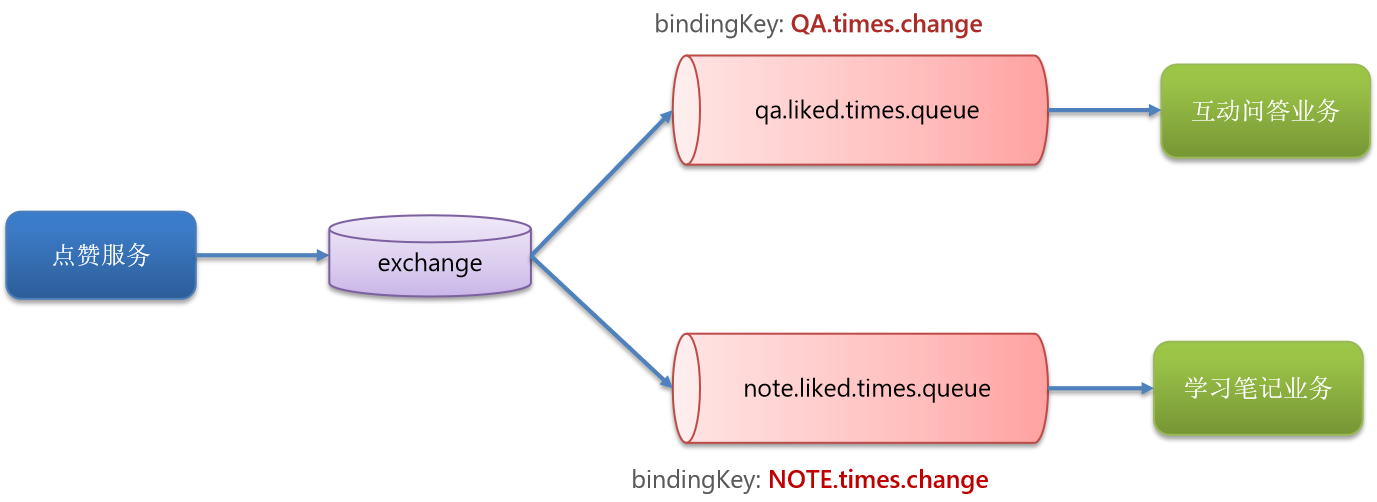 bindingKey: QA.times.change
qa.liked.times.queue
互动问答业务
点赞服务
exchange
note.liked.times.queue
学习笔记业务
bindingKey: NOTE.times.change